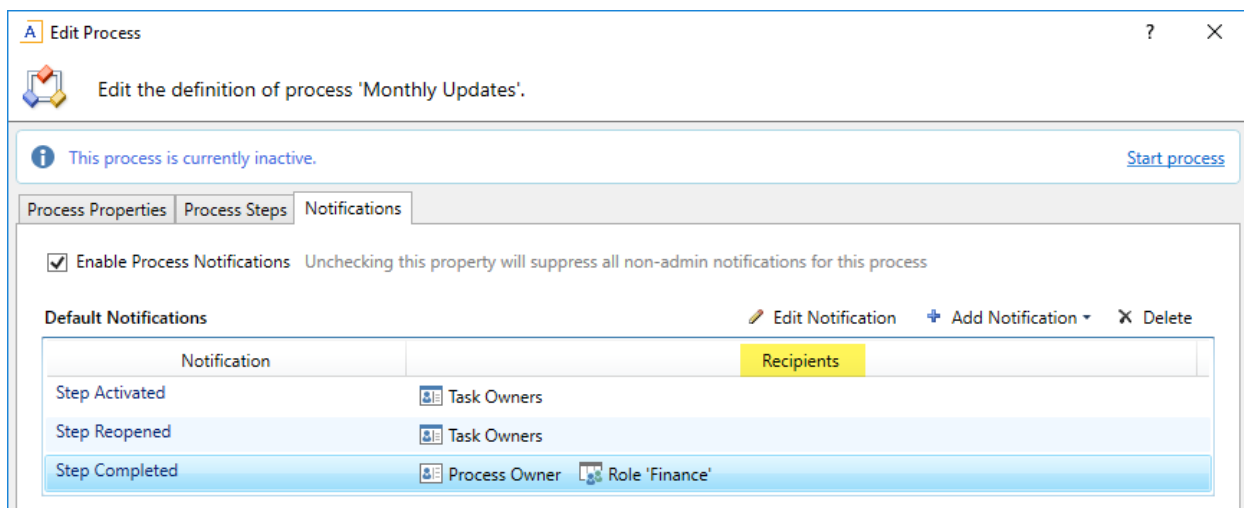 A Edit Process ?
Edit the definition of process 'Monthly Updates'.
This process is currently inactive. Start process
Process Properties Process Steps Notifications
Enable Process Notifications Unchecking this property will suppress all non-admin notifications for this process
Default Notifications Edit Notification Add Notification Delete
Notification Recipients
Step Activated Task Owners
Step Reopened Task Owners
Step Completed Process Owner Role 'Finance'